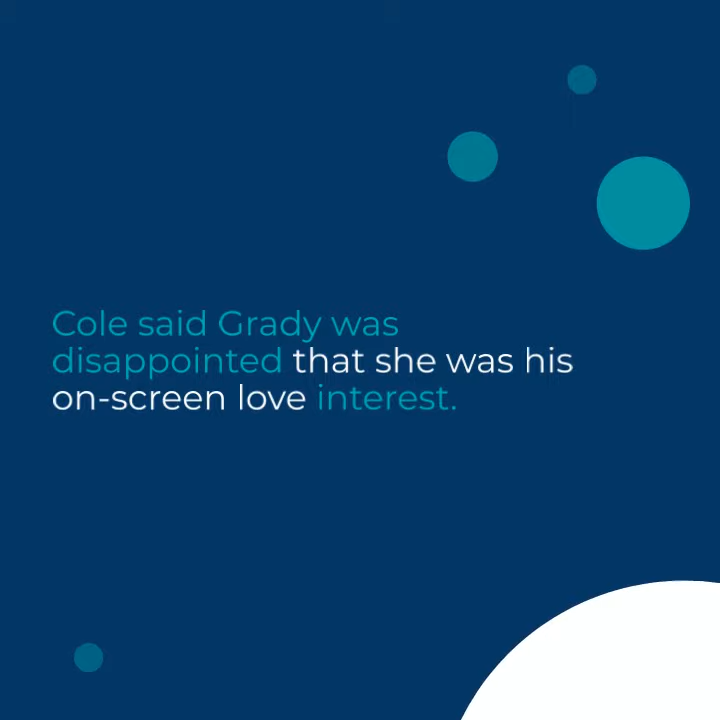 Cole said Grady was
disappointed that she was his
on-screen love interest.